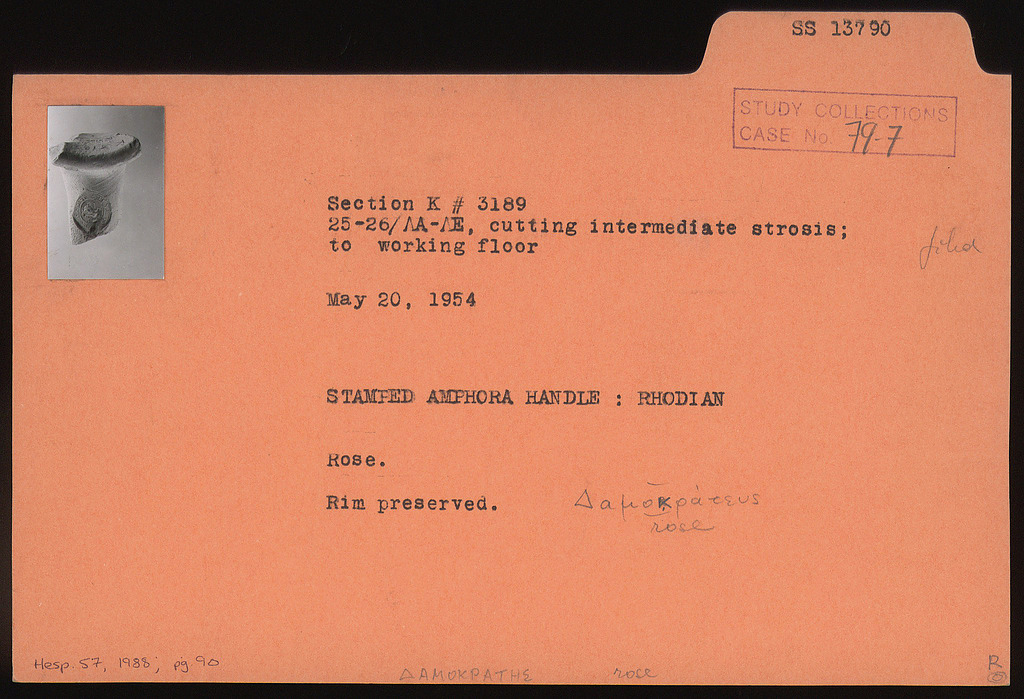 SS 13790
STUDY COLLECTIONS
CASE No 79-7
Section K # 3189
25-26/ΛΑ-ΛΕ, cutting intermediate strosis;
to working floor
filed
May 20, 1954
STAMPED AMPHORA HANDLE : RHODIAN
Rose.
Rim preserved.
Δαμοκράτευς
rose
Hesp. 57, 1988; pg. 90
ΔΑΜΟΚΡΑΤΗΣ rose
R